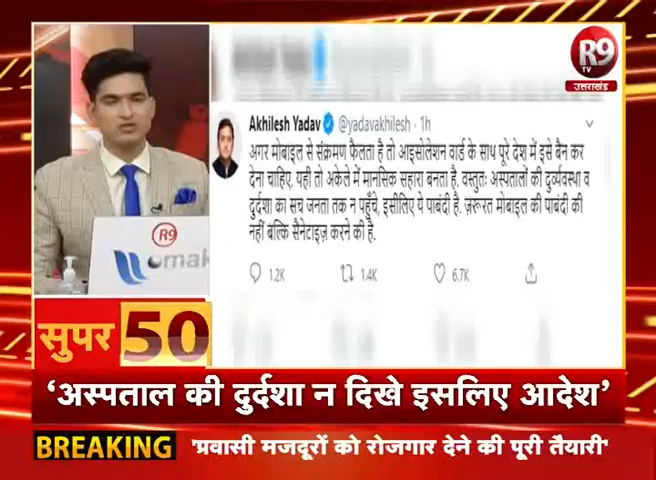 R9
TV
उत्तराखंड
Akhilesh Yadav @yadavakhilesh · 1h
अगर मोबाइल से संक्रमण फैलता है तो आइसोलेशन वार्ड के साथ पूरे देश में इसे बैन कर
देना चाहिए. यही तो अकेले में मानसिक सहारा बनता है. वस्तुतः अस्पतालों की दुर्व्यवस्था व
दुर्दशा का सच जनता तक न पहुँचे, इसीलिए ये पाबंदी है. ज़रूरत मोबाइल की पाबंदी की
नहीं बल्कि सैनेटाइज़ करने की है.
1.2K 1.4K 6.7K
R9
omak
सुपर 50
'अस्पताल की दुर्दशा न दिखे इसलिए आदेश'
BREAKING 'प्रवासी मजदूरों को रोजगार देने की पूरी तैयारी'